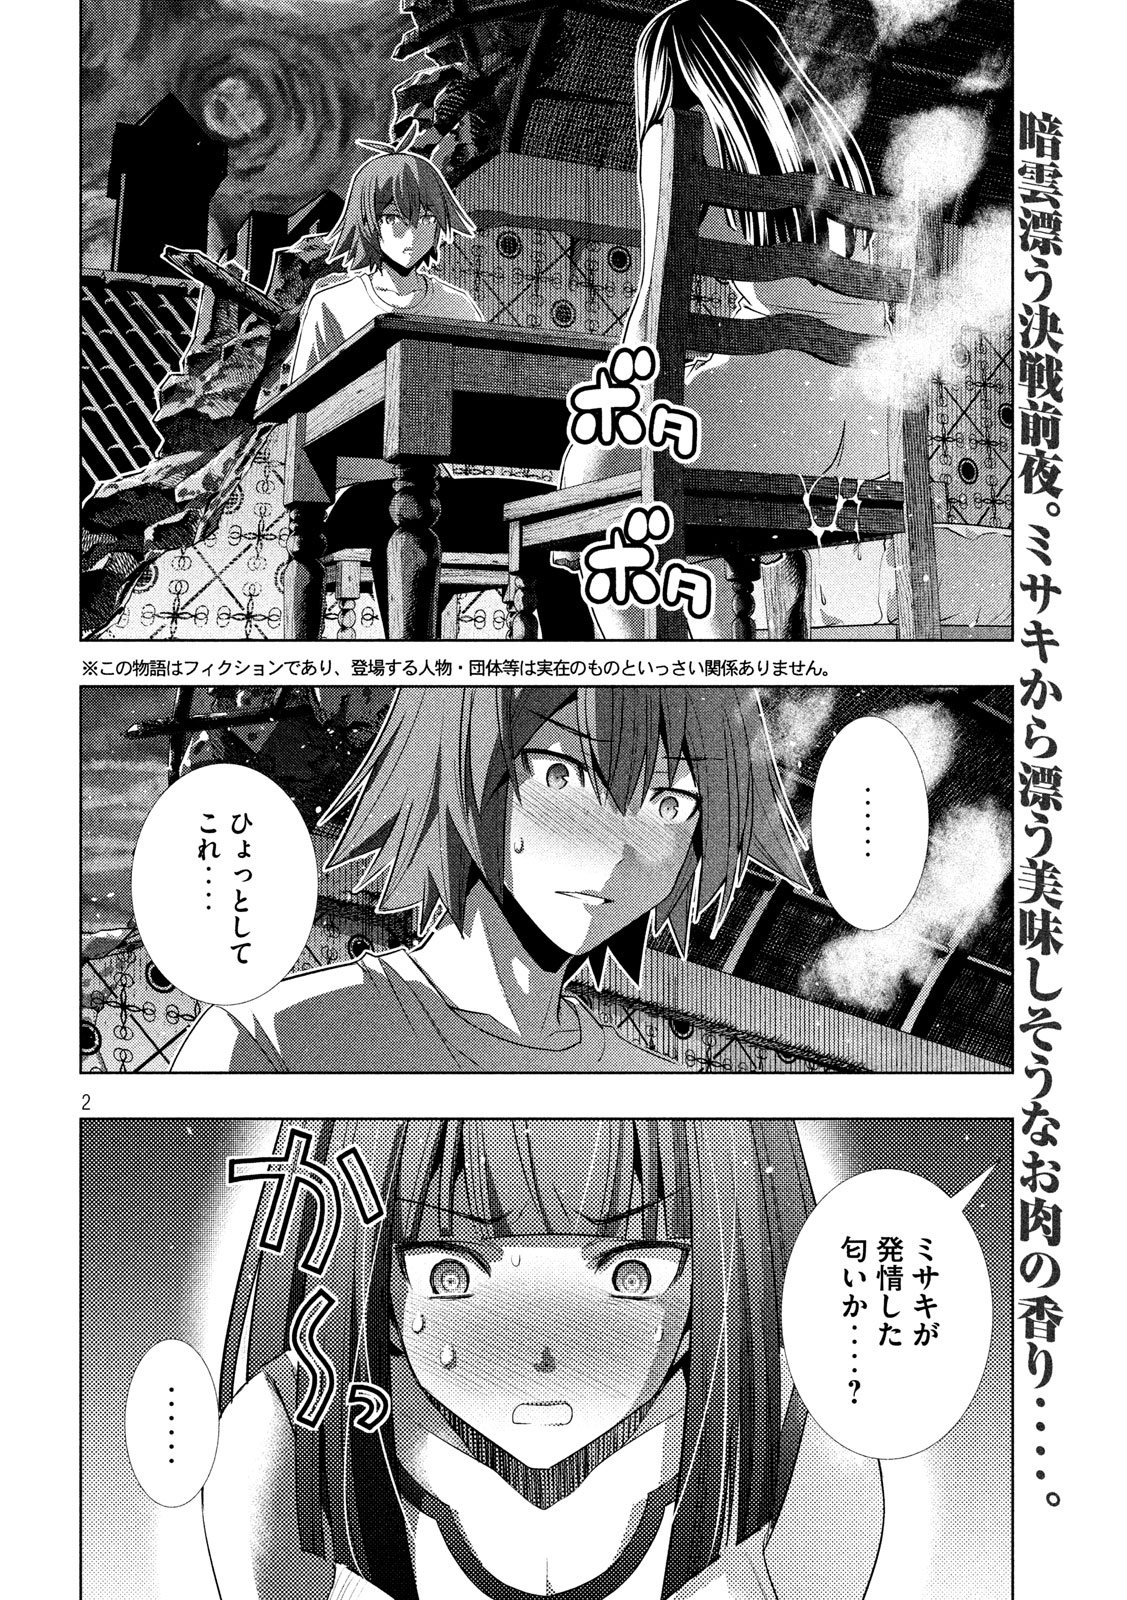 暗雲漂う決戦前夜。ミサキから漂う美味しそうなお肉の香り・・・・。
ボタ
ボタ
※この物語はフィクションであり、登場する人物・団体等は実在のものといっさい関係ありません。
・・・・・
ひょっとして
これ・・・・
2
ミサキが
発情した
匂いか・・・・?
か〜っ
・・・・・・